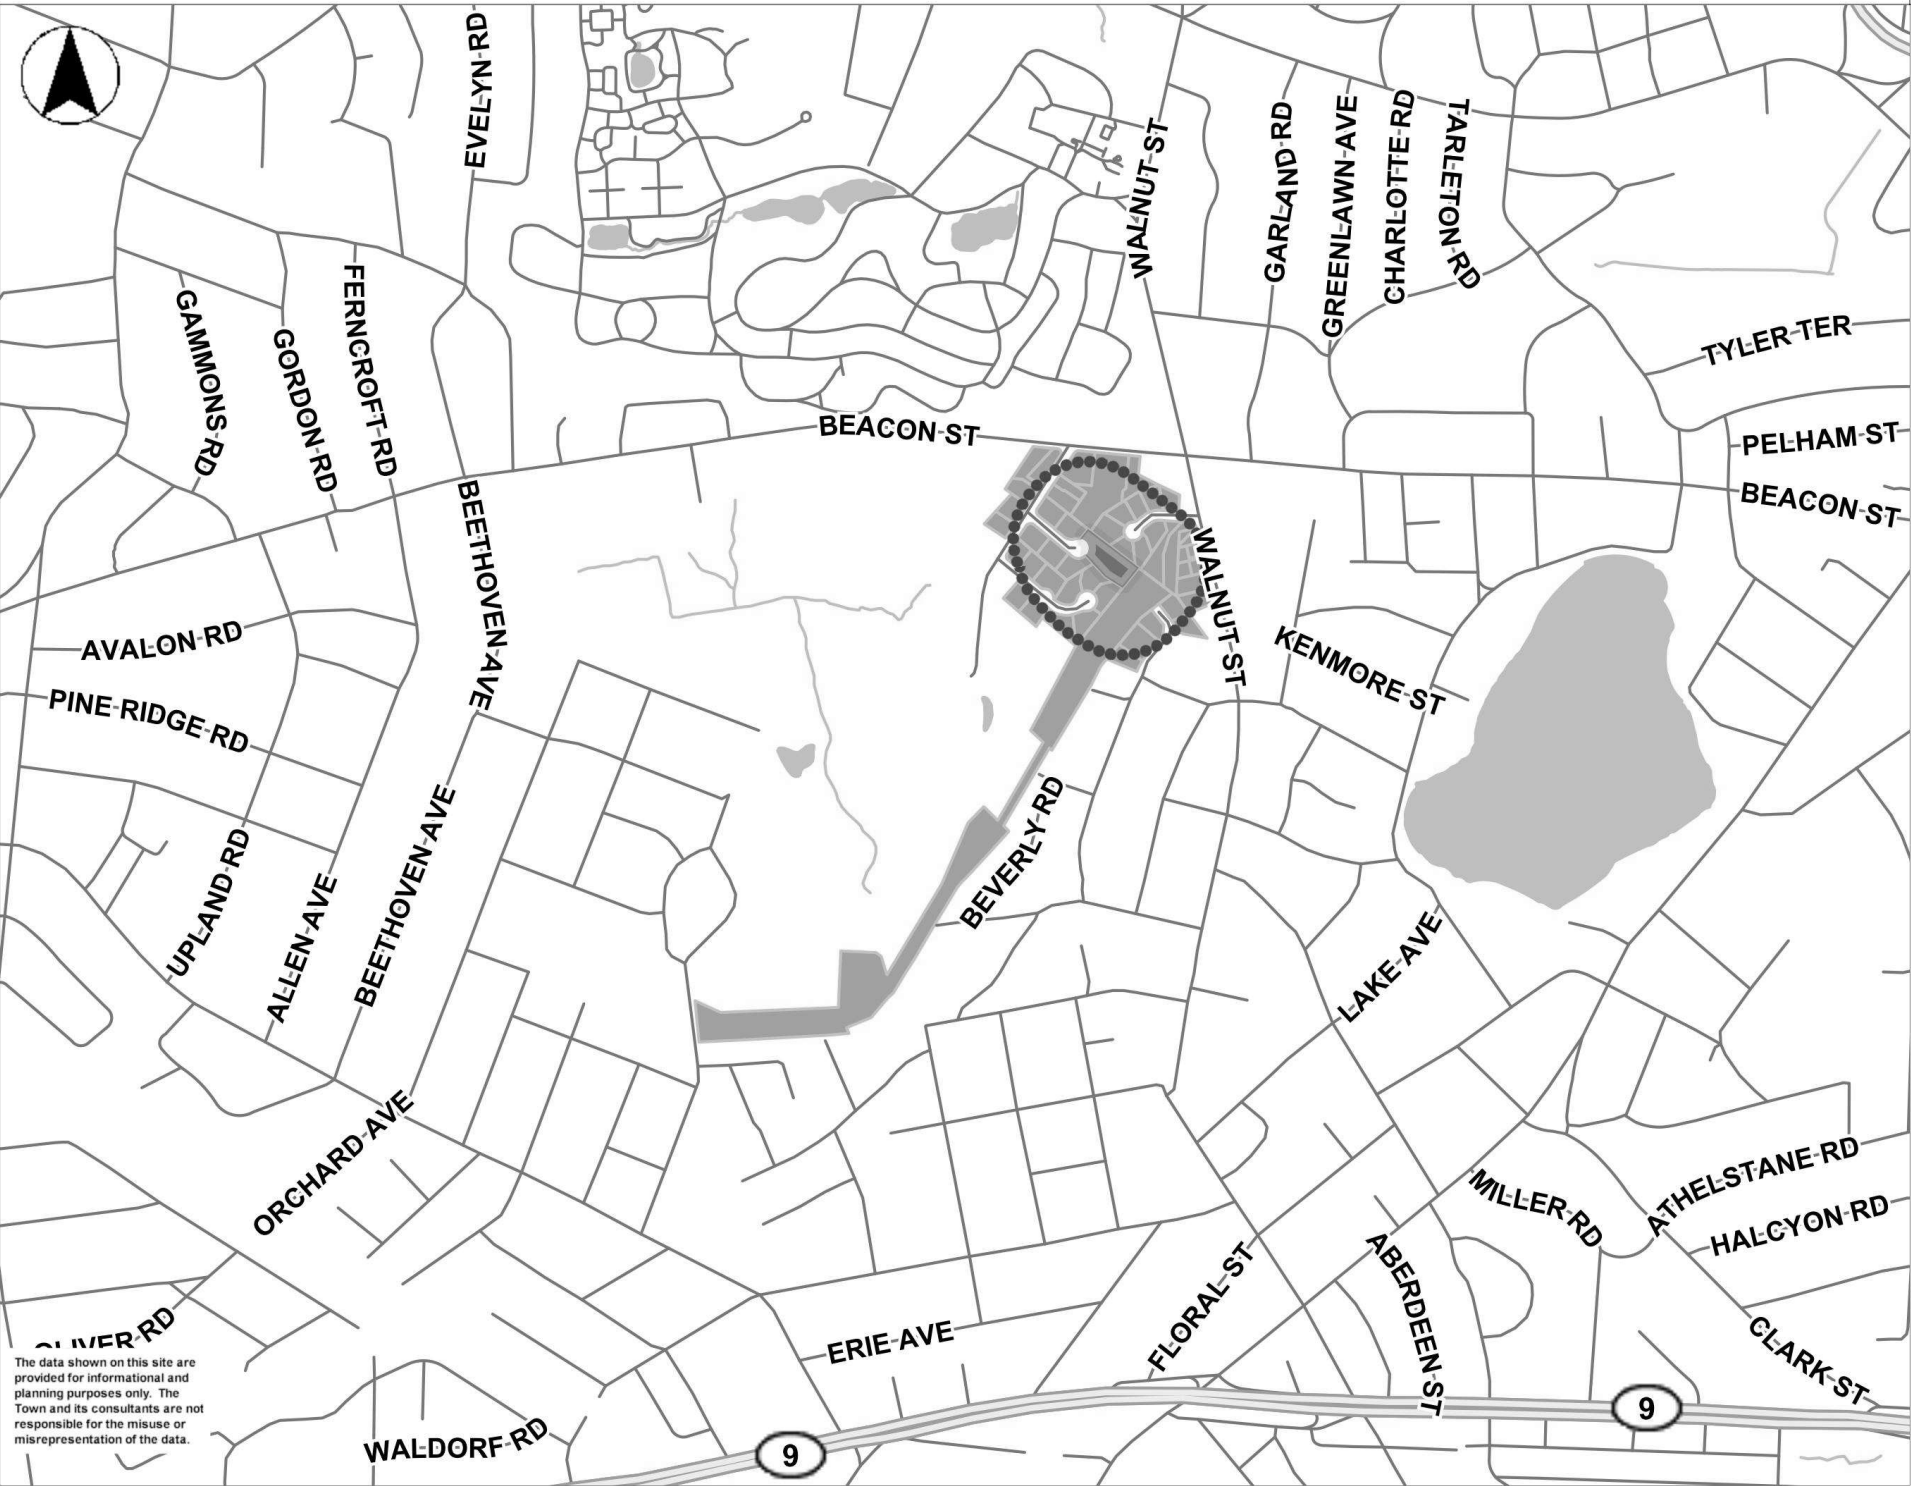 EVELYN RD
WALNUT ST
GARLAND RD
GREENLAWN AVE
CHARLOTTE RD
TARLETON RD
GAMMONS RD
GORDON RD
FERNCROFT RD
TYLER TER
BEACON ST
PELHAM ST
BEACON ST
BEETHOVEN AVE
WALNUT ST
AVALON RD
KENMORE ST
PINE RIDGE RD
BEVERLY RD
UPLAND RD
ALLEN AVE
BEETHOVEN AVE
LAKE AVE
ORCHARD AVE
MILLER RD
ATHELSTANE RD
HALCYON RD
FLORAL ST
ABERDEEN ST
OLIVER RD
ERIE AVE
CLARK ST
The data shown on this site are
provided for informational and
planning purposes only. The
Town and its consultants are not
responsible for the misuse or
misrepresentation of the data.
WALDORF RD
9
9